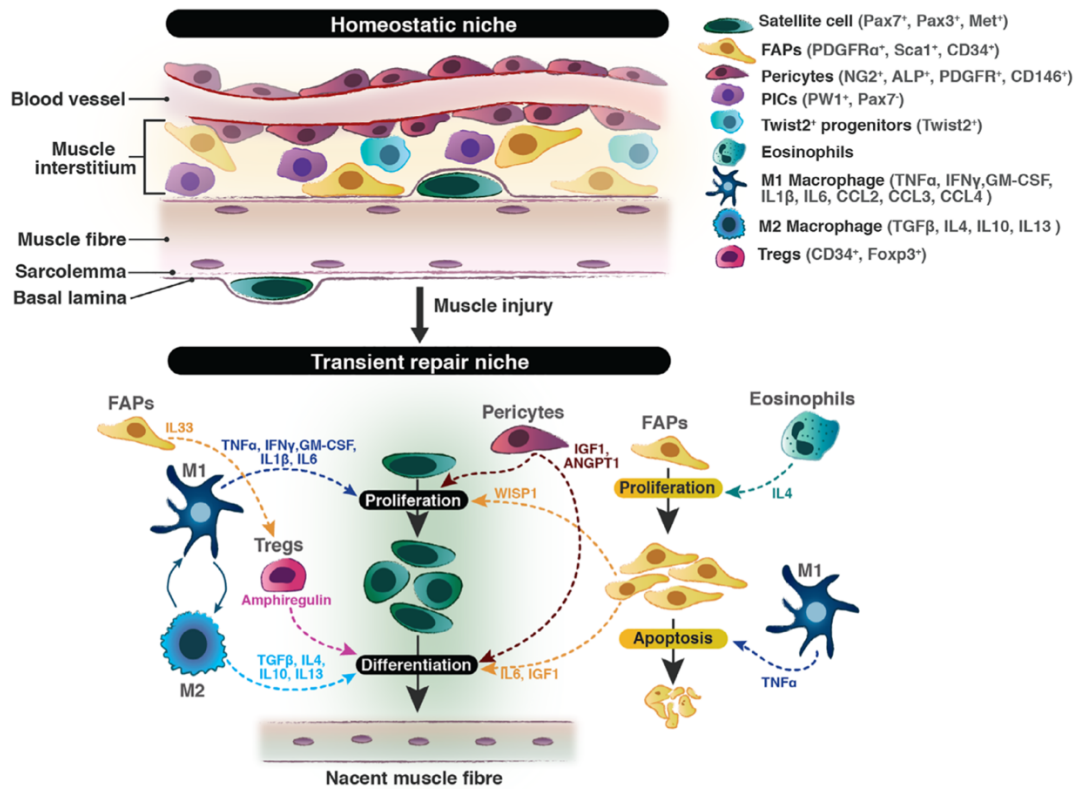 Homeostatic niche
Blood vessel
Muscle
interstitium
Muscle fibre
Sarcolemma
Basal lamina
Satellite cell (Pax7⁺, Pax3⁺, Met⁺)
FAPs (PDGFRα⁺, Sca1⁺, CD34⁺)
Pericytes (NG2⁺, ALP⁺, PDGFR⁺, CD146⁺)
PICs (PW1⁺, Pax7⁻)
Twist2⁺ progenitors (Twist2⁺)
Eosinophils
M1 Macrophage (TNFα, IFNγ,GM-CSF,
IL1β, IL6, CCL2, CCL3, CCL4 )
M2 Macrophage (TGFβ, IL4, IL10, IL13 )
Tregs (CD34⁺, Foxp3⁺)
Muscle injury
Transient repair niche
FAPs
IL33
M1
TNFα, IFNγ,GM-CSF,
IL1β, IL6
Tregs
Amphiregulin
M2
TGFβ, IL4,
IL10, IL13
Proliferation
Differentiation
Pericytes
IGF1,
ANGPT1
WISP1
IL6, IGF1
FAPs
Proliferation
Apoptosis
Eosinophils
IL4
M1
TNFα
Nacent muscle fibre